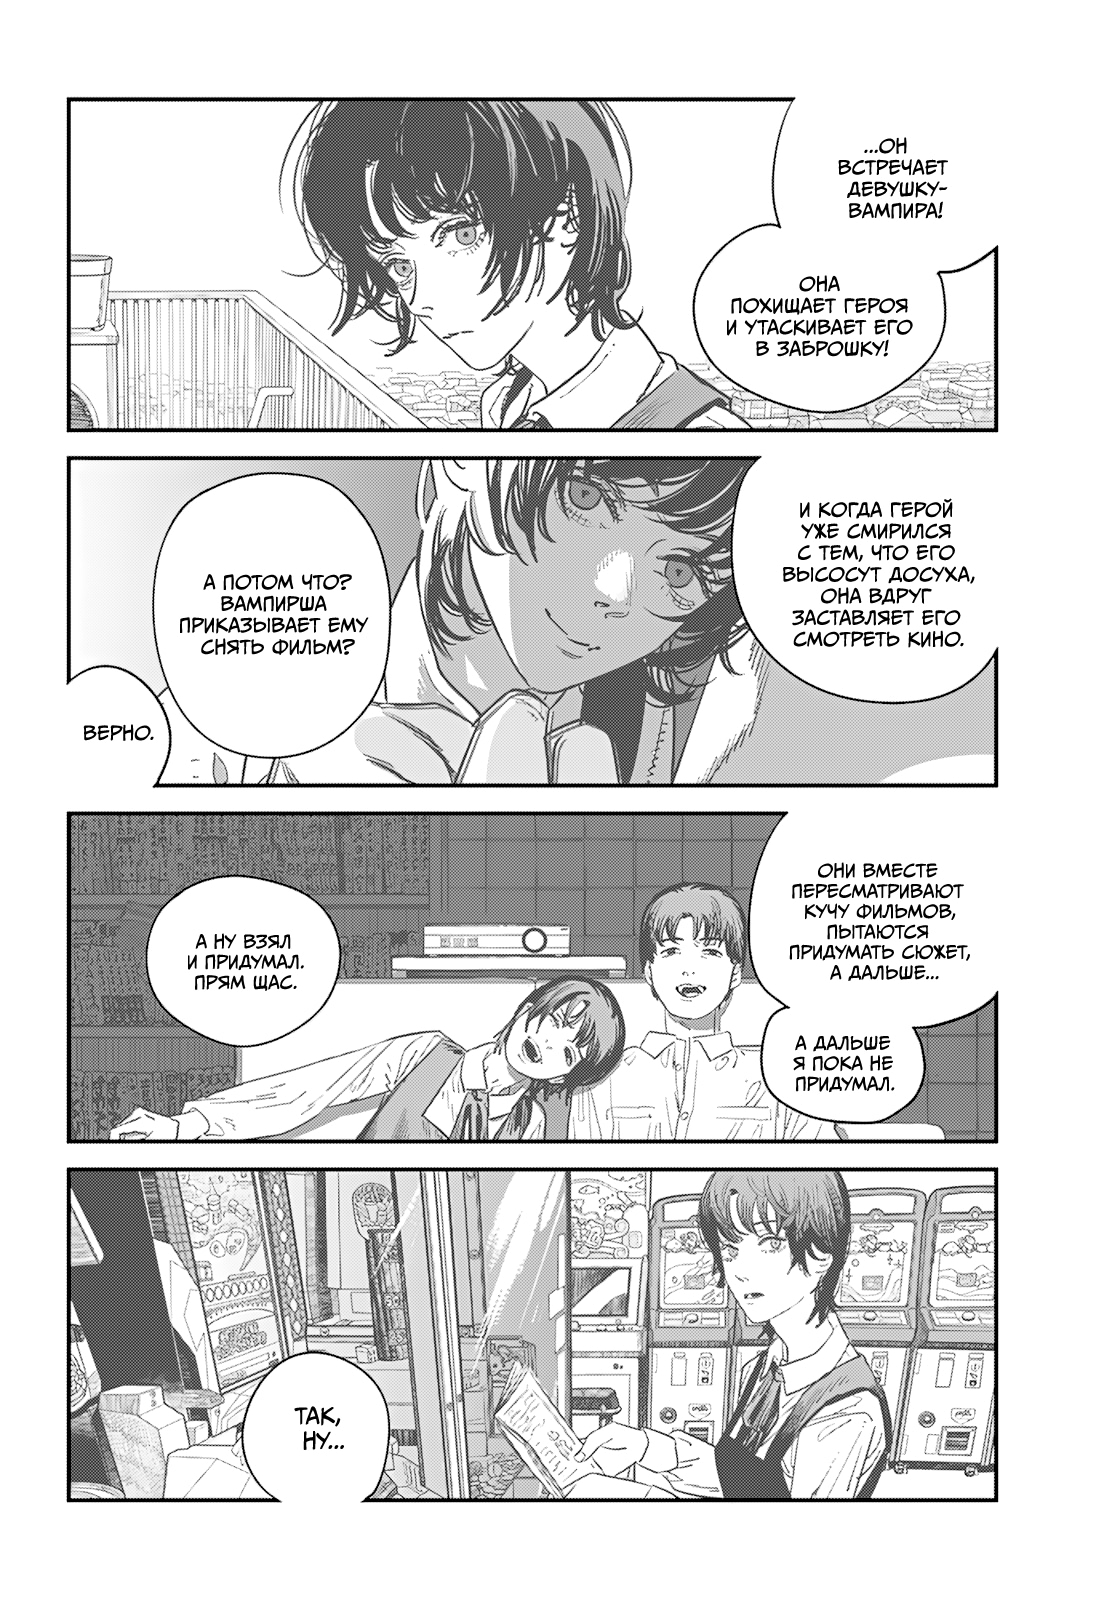 ...ОН
ВСТРЕЧАЕТ
ДЕВУШКУ-
ВАМПИРА!
ОНА
ПОХИЩАЕТ ГЕРОЯ
И УТАСКИВАЕТ ЕГО
В ЗАБРОШКУ!
И КОГДА ГЕРОЙ
УЖЕ СМИРИЛСЯ
С ТЕМ, ЧТО ЕГО
ВЫСОСУТ ДОСУХА,
ОНА ВДРУГ
ЗАСТАВЛЯЕТ ЕГО
СМОТРЕТЬ КИНО.
А ПОТОМ ЧТО?
ВАМПИРША
ПРИКАЗЫВАЕТ ЕМУ
СНЯТЬ ФИЛЬМ?
ВЕРНО.
ОНИ ВМЕСТЕ
ПЕРЕСМАТРИВАЮТ
КУЧУ ФИЛЬМОВ,
ПЫТАЮТСЯ
ПРИДУМАТЬ СЮЖЕТ,
А ДАЛЬШЕ...
А ДАЛЬШЕ
Я ПОКА НЕ
ПРИДУМАЛ.
А НУ ВЗЯЛ
И ПРИДУМАЛ.
ПРЯМ ЩАС.
ТАК,
НУ...